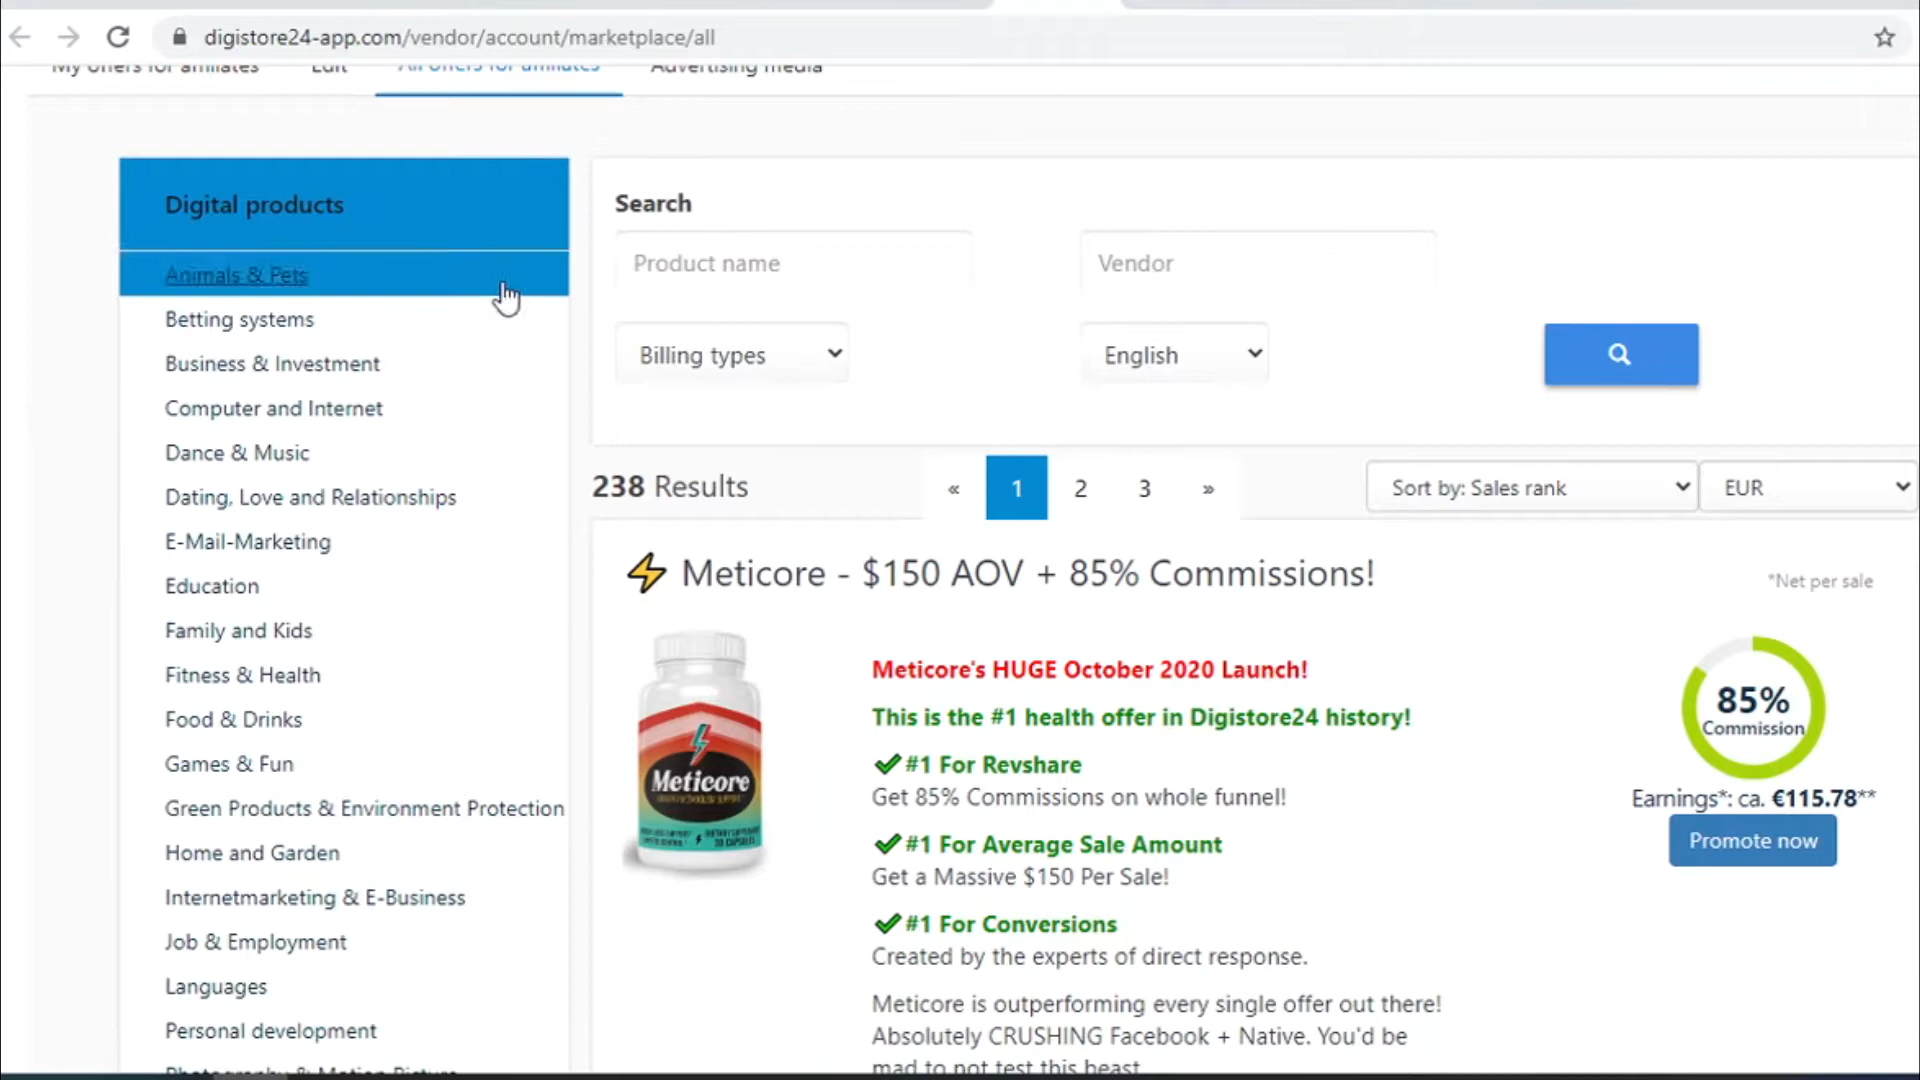 digistore24-app.com/vendor/account/marketplace/all
My offers for affiliates
Edit
All offers for affiliates
Advertising media
Digital products
Animals & Pets
Betting systems
Business & Investment
Computer and Internet
Dance & Music
Dating, Love and Relationships
E-Mail-Marketing
Education
Family and Kids
Fitness & Health
Food & Drinks
Games & Fun
Green Products & Environment Protection
Home and Garden
Internetmarketing & E-Business
Job & Employment
Languages
Personal development
Photography & Motion Picture
Search
Product name
Vendor
Billing types
English
238 Results
« 1 2 3 »
Sort by: Sales rank
EUR
⚡ Meticore - $150 AOV + 85% Commissions!
*Net per sale
Meticore
Meticore's HUGE October 2020 Launch!
This is the #1 health offer in Digistore24 history!
✔ #1 For Revshare
Get 85% Commissions on whole funnel!
✔ #1 For Average Sale Amount
Get a Massive $150 Per Sale!
✔ #1 For Conversions
Created by the experts of direct response.
Meticore is outperforming every single offer out there!
Absolutely CRUSHING Facebook + Native. You'd be
mad to not test this beast
85%
Commission
Earnings*: ca. €115.78**
Promote now